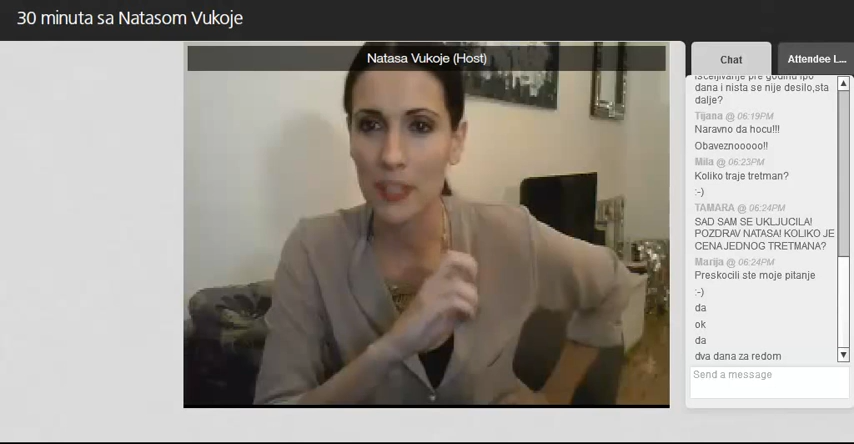 30 minuta sa Natasom Vukoje
Natasa Vukoje (Host)
Chat
Attendee L...
isceljivanje pre godinu ipo
dana i nista se nije desilo,sta
dalje?
Tijana @ 06:19PM
Naravno da hocu!!!
Obaveznooooo!!
Mila @ 06:23PM
Koliko traje tretman?
:-)
TAMARA @ 06:24PM
SAD SAM SE UKLJUCILA!
POZDRAV NATASA! KOLIKO JE
CENA JEDNOG TRETMANA?
Marija @ 06:24PM
Preskocili ste moje pitanje
:-)
da
ok
da
dva dana za redom
Send a message